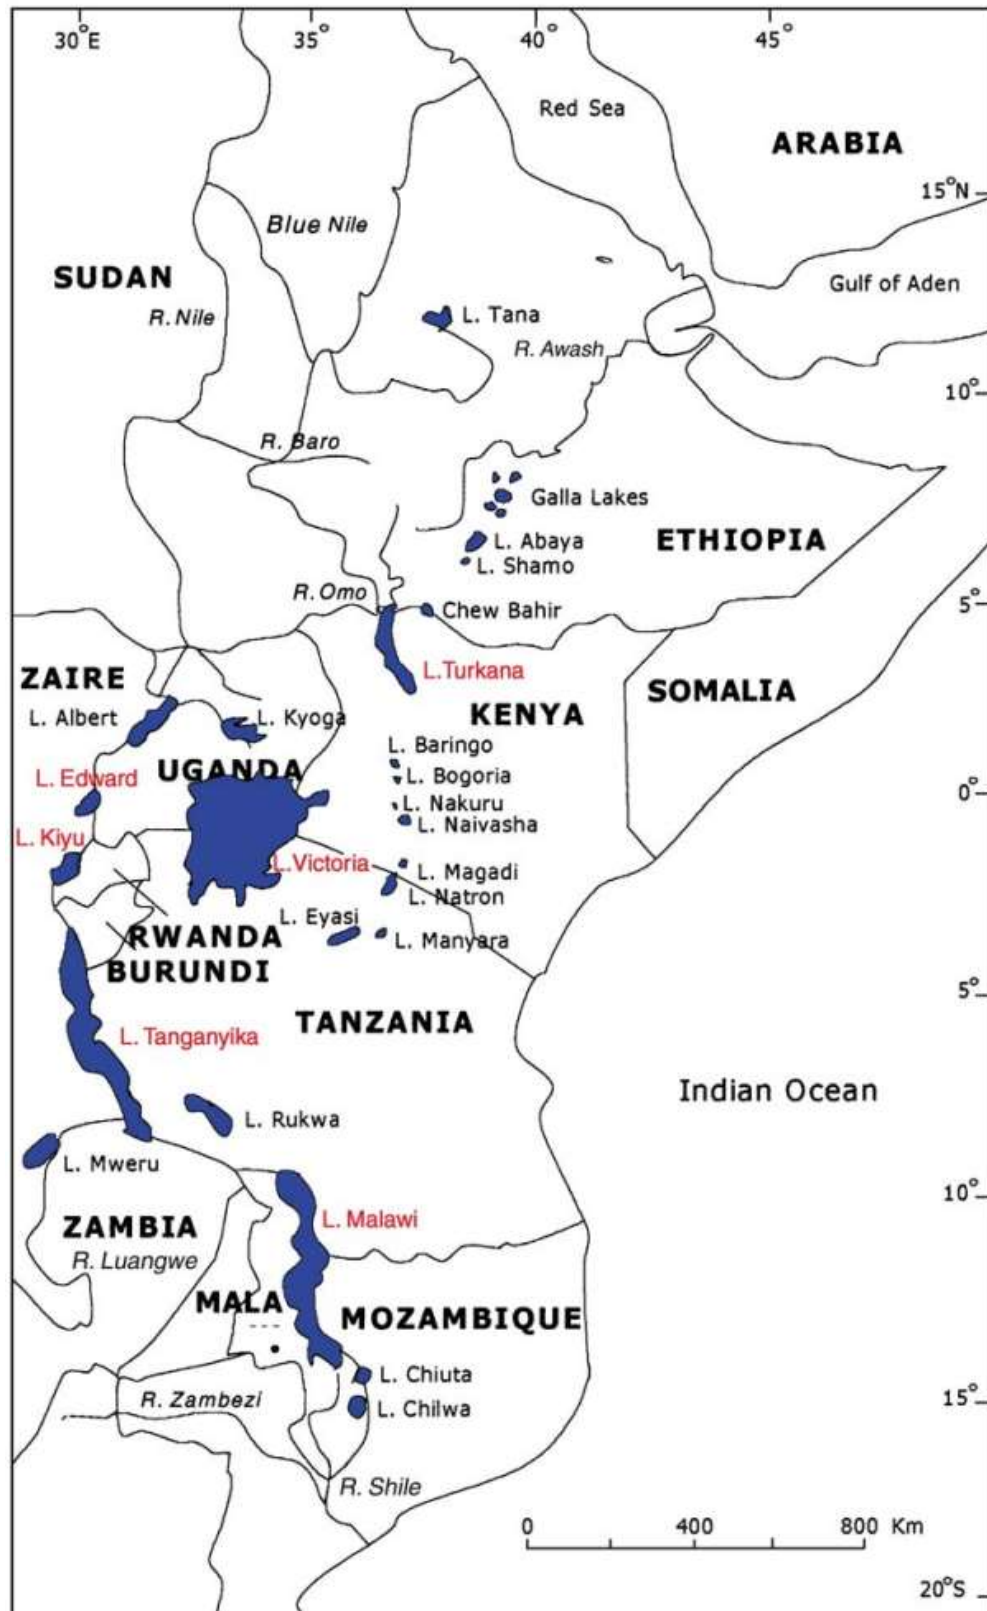 30°E
35°
40°
45°
Red Sea
ARABIA
15°N
Blue Nile
SUDAN
Gulf of Aden
R. Nile
L. Tana
R. Awash
10°
R. Baro
Galla Lakes
L. Abaya
ETHIOPIA
L. Shamo
R. Omo
Chew Bahir
5°
ZAIRE
L.Turkana
SOMALIA
L. Albert
L. Kyoga
KENYA
L. Baringo
UGANDA
L. Edward
L. Bogoria
0°
L. Nakuru
L. Naivasha
L. Kiyu
L.Victoria
L. Magadi
L. Natron
L. Eyasi
RWANDA
L. Manyara
BURUNDI
5°
TANZANIA
L. Tanganyika
Indian Ocean
L. Rukwa
L. Mweru
10°
L. Malawi
ZAMBIA
R. Luangwe
MALA
MOZAMBIQUE
L. Chiuta
R. Zambezi
L. Chilwa
15°
R. Shile
0 400 800 Km
20°S